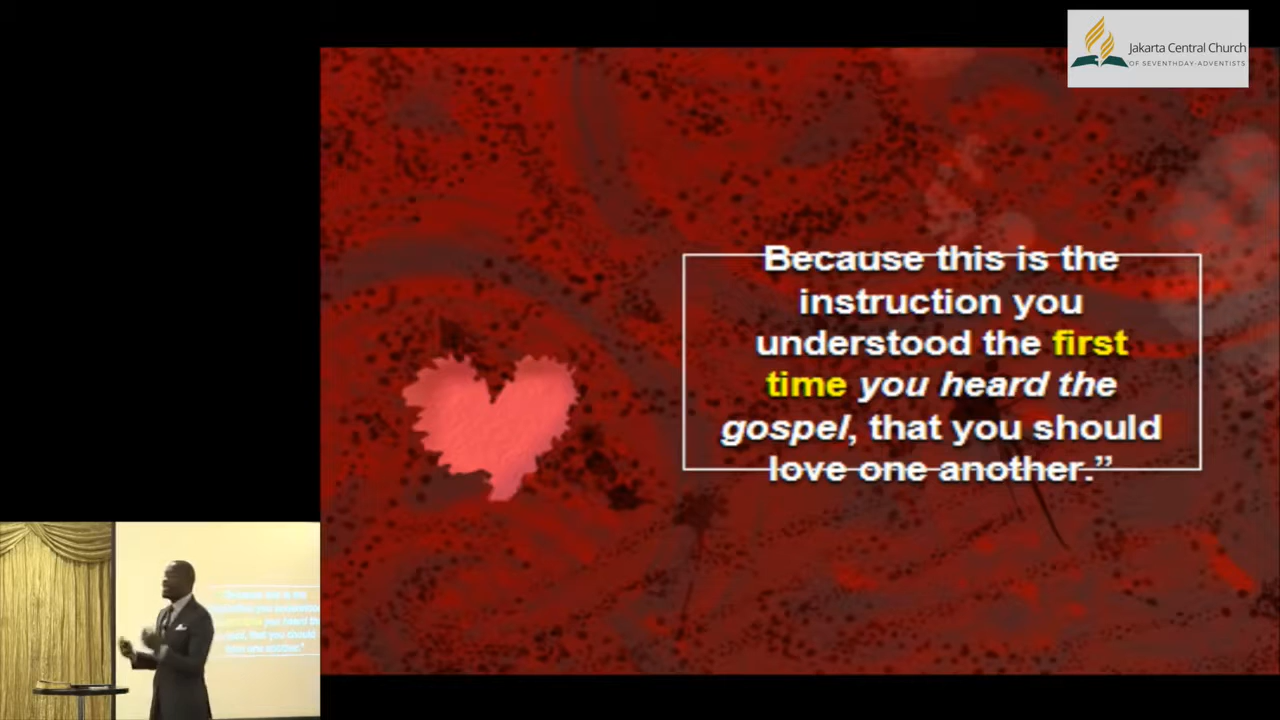 Jakarta Central Church
OF SEVENTHDAY-ADVENTISTS
Because this is the
instruction you
understood the first
time you heard the
gospel, that you should
love one another.”